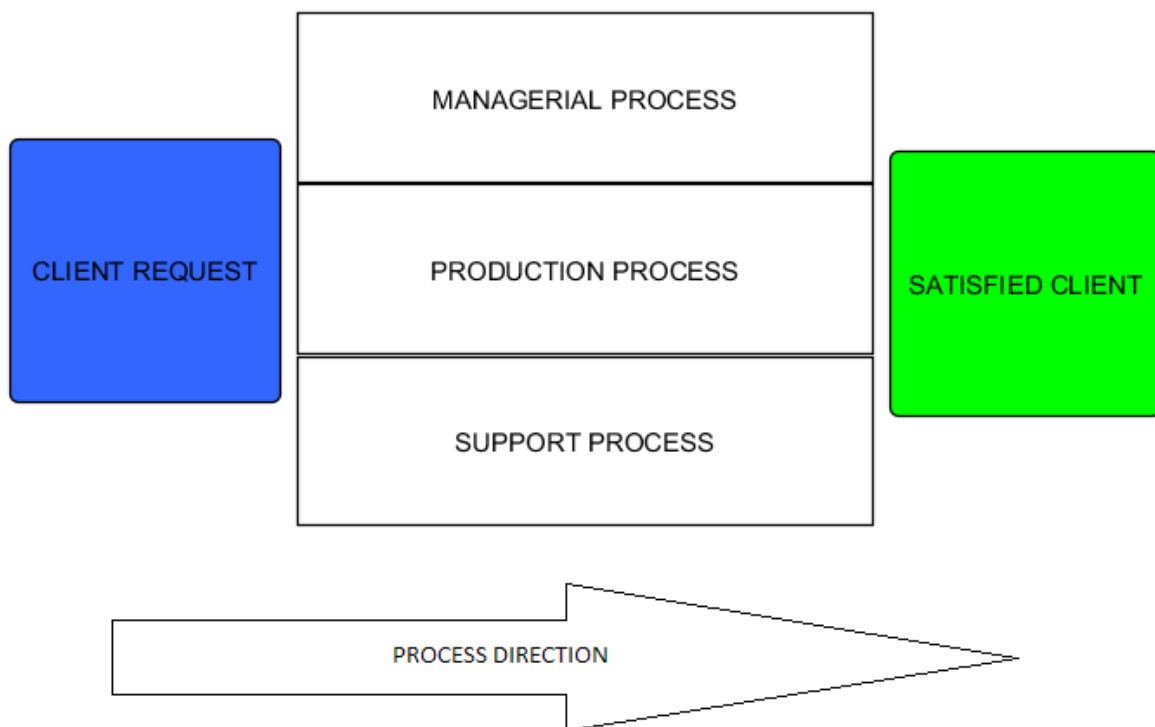 MANAGERIAL PROCESS
CLIENT REQUEST
PRODUCTION PROCESS
SATISFIED CLIENT
SUPPORT PROCESS
PROCESS DIRECTION